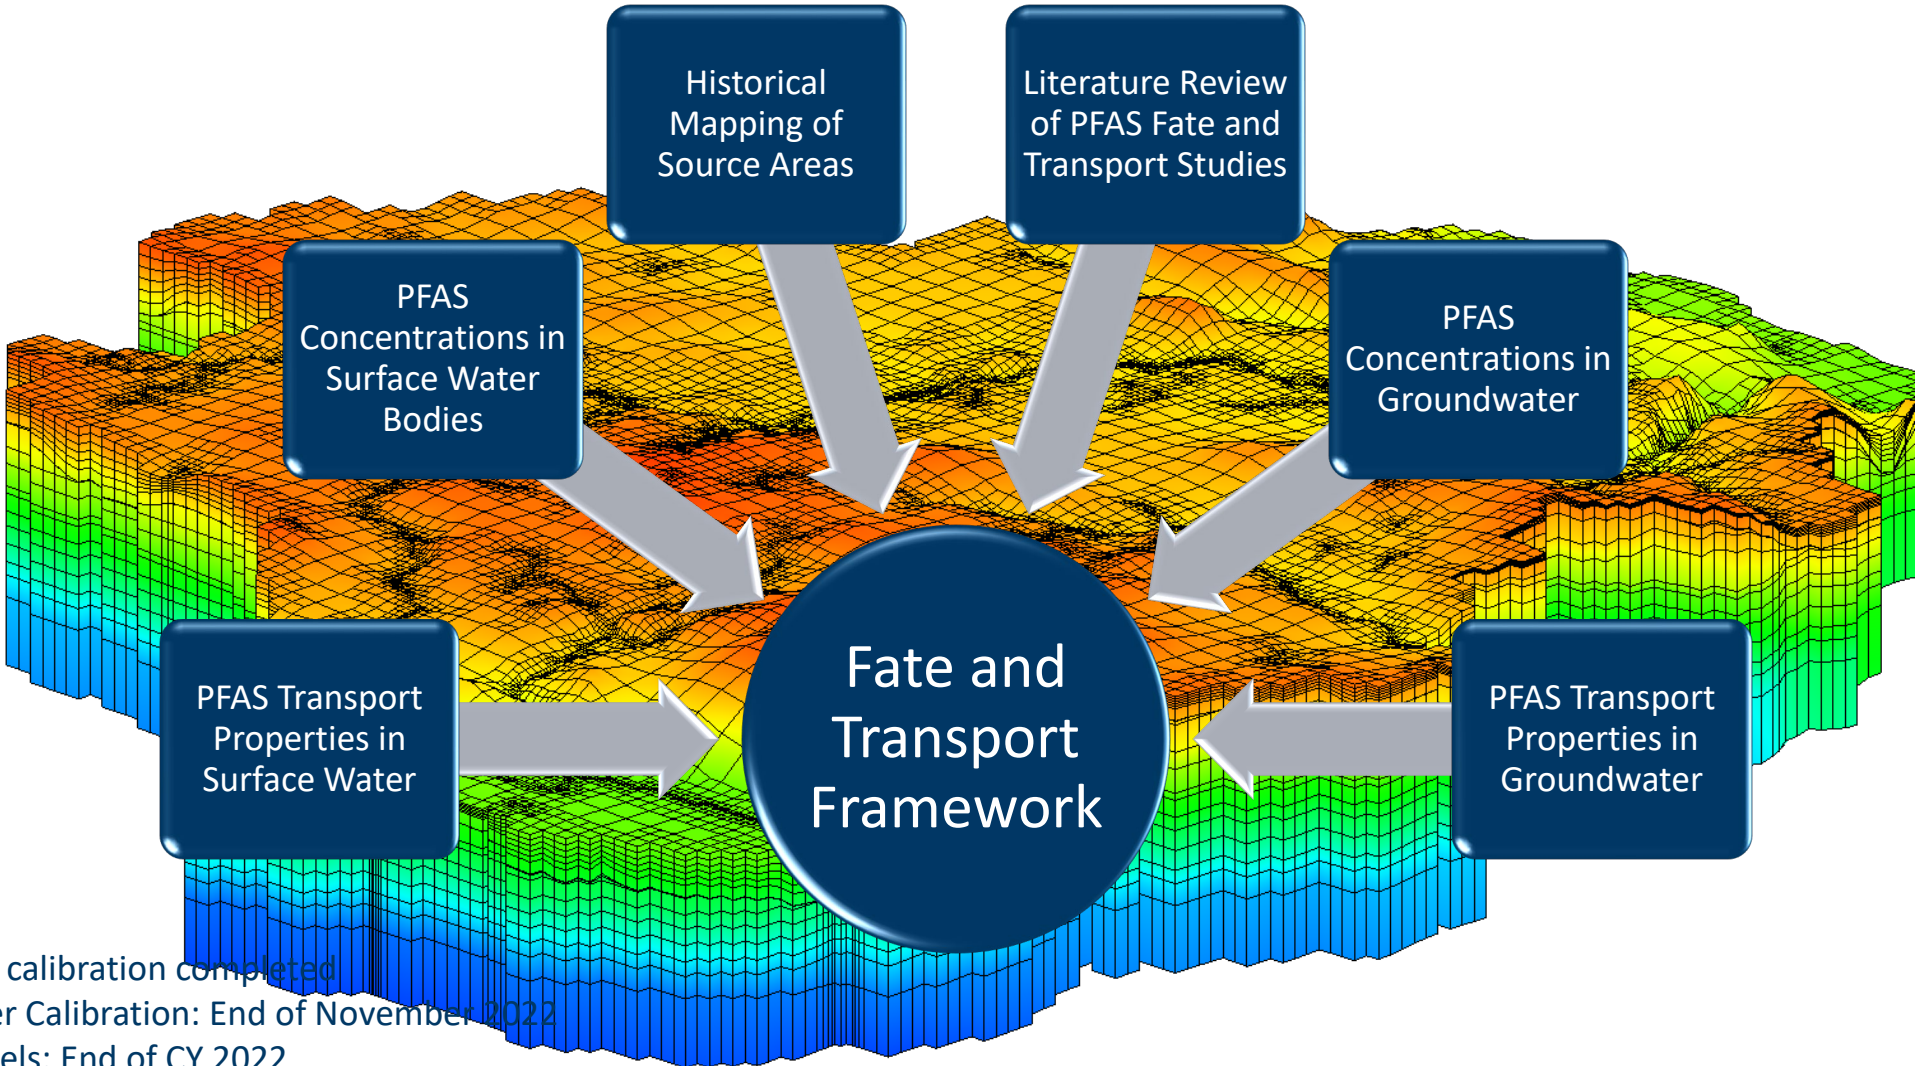 Historical
Mapping of
Source Areas
Literature Review
of PFAS Fate and
Transport Studies
PFAS
Concentrations in
Surface Water
Bodies
PFAS
Concentrations in
Groundwater
PFAS Transport
Properties in
Surface Water
Fate and
Transport
Framework
PFAS Transport
Properties in
Groundwater
calibration completed
Calibration: End of November 2022
End of CY 2022